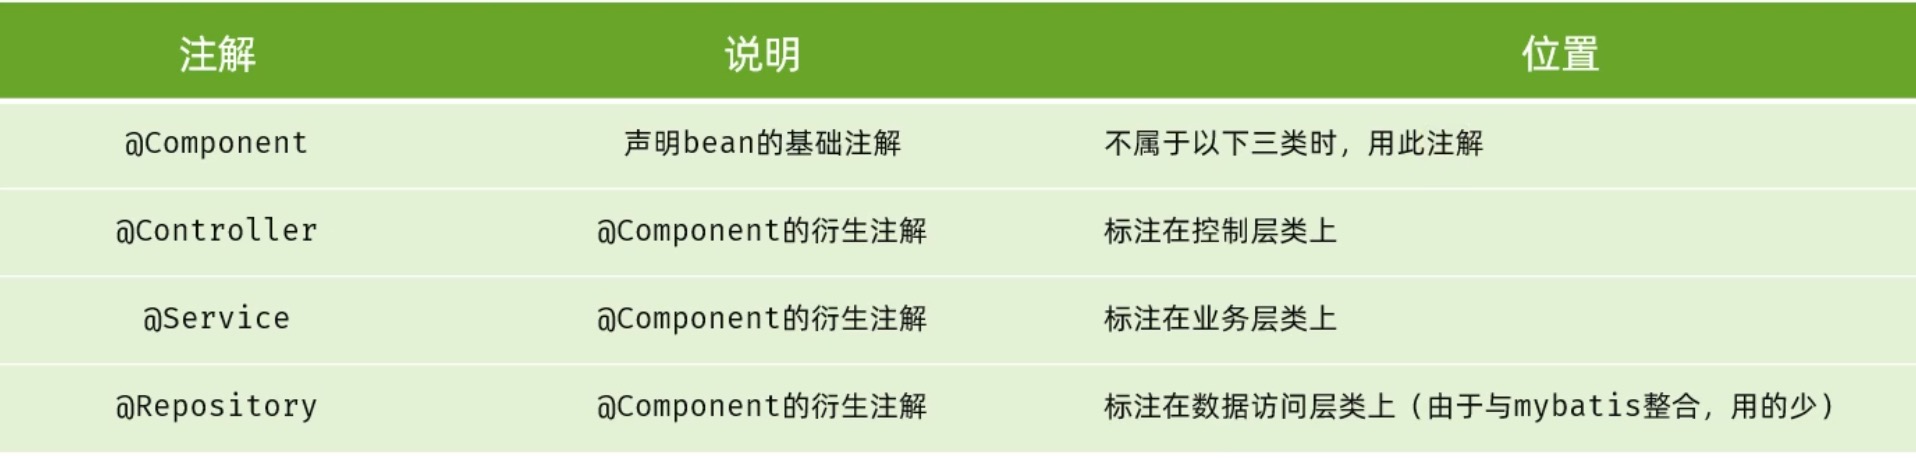 注解 说明 位置
@Component 声明bean的基础注解 不属于以下三类时，用此注解
@Controller @Component的衍生注解 标注在控制层类上
@Service @Component的衍生注解 标注在业务层类上
@Repository @Component的衍生注解 标注在数据访问层类上（由于与mybatis整合，用的少）